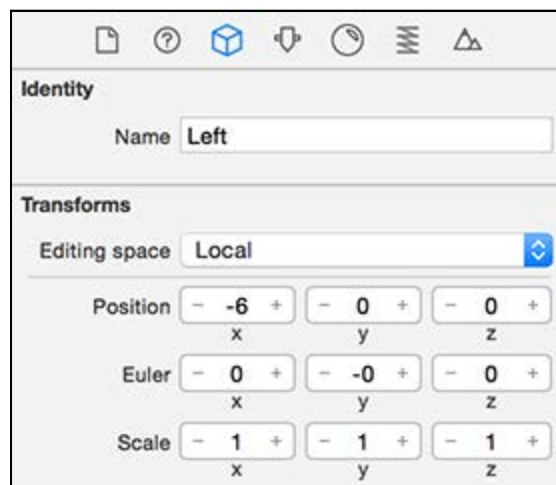 Identity
Name Left
Transforms
Editing space Local
Position - -6 + - 0 + - 0 +
x y z
Euler - 0 + - -0 + - 0 +
x y z
Scale - 1 + - 1 + - 1 +
x y z